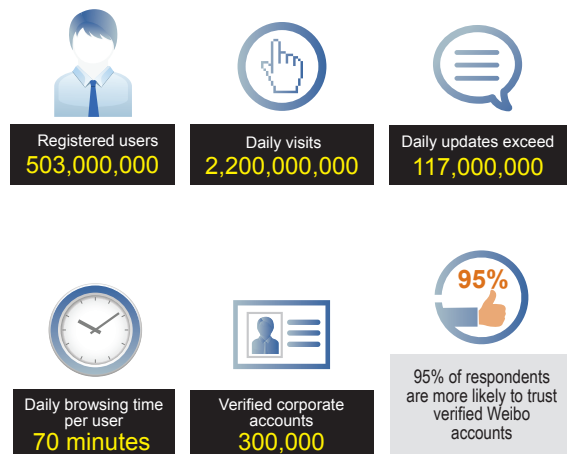 Registered users
503,000,000
Daily visits
2,200,000,000
Daily updates exceed
117,000,000
Daily browsing time
per user
70 minutes
Verified corporate
accounts
300,000
95%
95% of respondents
are more likely to trust
verified Weibo
accounts